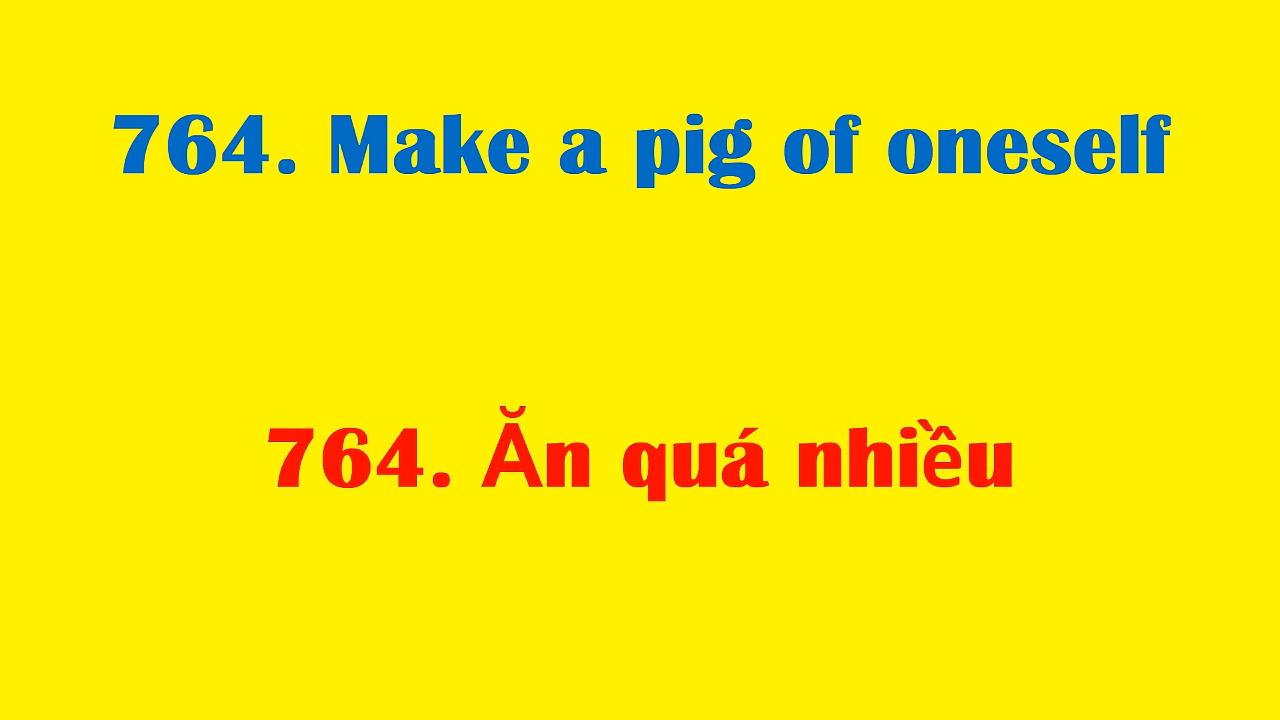 764. Make a pig of oneself
764. Ăn quá nhiều